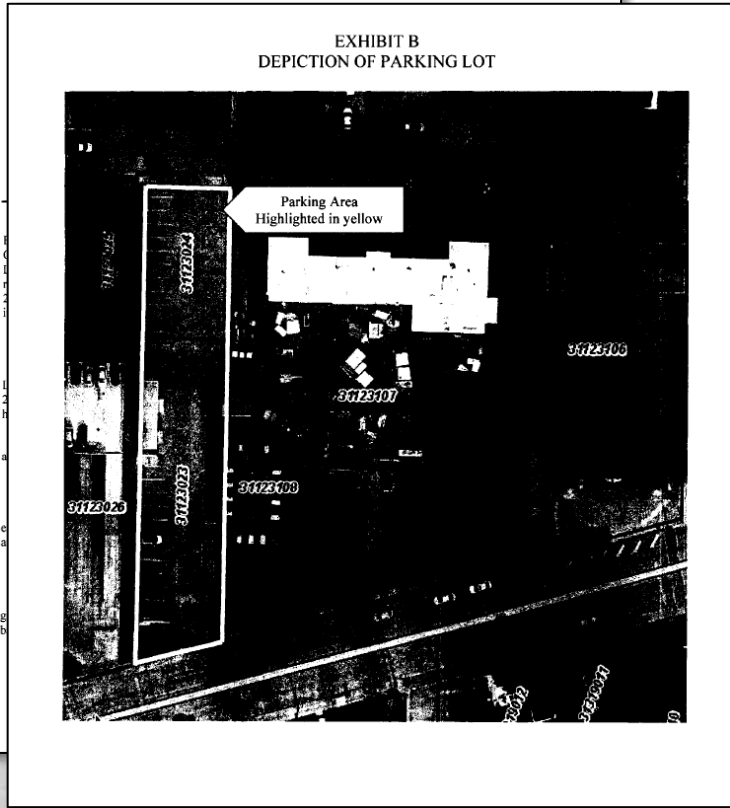 EXHIBIT B
DEPICTION OF PARKING LOT
Parking Area
Highlighted in yellow
31123024
31123106
31123107
31123023
31123108
31123026